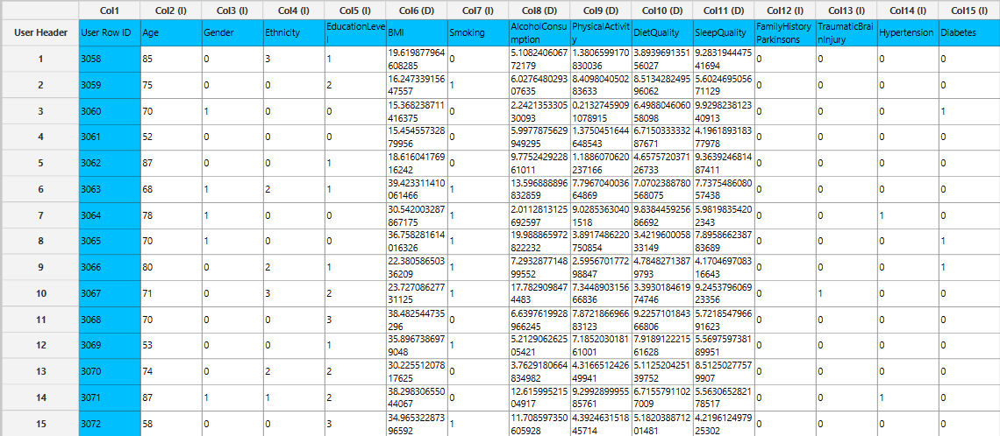 Col1 Col2 (I) Col3 (I) Col4 (I) Col5 (I) Col6 (D) Col7 (I) Col8 (D) Col9 (D) Col10 (D) Col11 (D) Col12 (I) Col13 (I) Col14 (I) Col15 (I)
User Header User Row ID Age Gender Ethnicity EducationLevel BMI Smoking AlcoholConsumption PhysicalActivity DietQuality SleepQuality FamilyHistoryParkinsons TraumaticBrainInjury Hypertension Diabetes
1 3058 85 0 3 1 19.619877964608285 0 5.108240606772179 1.3806599170830036 3.893969135156027 9.283194447541694 0 0 0 0
2 3059 75 0 0 2 16.24733915647557 1 6.027648029307635 8.409804050283633 8.513428249596062 5.602469505671129 0 0 0 0
3 3060 70 1 0 0 15.368238711416375 0 2.242135330530093 0.21327459091078915 6.498804606058098 9.929823812340913 0 0 0 1
4 3061 52 0 0 0 15.45455732879956 0 5.9977875629949295 1.3750451644648543 6.715033333287671 4.196189318377978 0 0 0 0
5 3062 87 0 0 1 18.61604176916242 0 9.775242922861011 1.1886070620237166 4.657572037126733 9.363924681487411 0 0 0 0
6 3063 68 1 2 1 39.423311410061466 1 13.596888896832859 7.796704003664869 7.0702388780568075 7.737548608057438 0 0 0 0
7 3064 78 1 0 0 30.542003287867175 1 2.0112813125692597 9.02853630401518 9.838445925686692 5.98198354202343 0 0 1 0
8 3065 70 1 0 0 36.758281614016326 1 19.988865972822232 3.8917486220750854 3.421960005833149 7.895866238783689 0 0 0 1
9 3066 80 0 2 1 22.38058650336209 1 7.293287714899552 2.595670177298847 4.78482713879793 4.170469708316643 0 0 0 1
10 3067 71 0 3 2 23.72708627731125 1 17.7829098474483 7.344890315666836 3.393018461974746 9.245379606923356 0 1 0 0
11 3068 70 0 0 3 38.482544735296 0 6.6397619928966245 7.872186696683123 9.225710184366806 5.721854796691623 0 0 0 0
12 3069 53 0 0 1 35.8967386979048 1 5.212906262505421 7.185203018161001 7.918912221561628 5.569759738189951 0 0 0 0
13 3070 74 0 2 2 30.22551207817625 0 3.7629180664834982 4.316651242649941 5.112520425139752 8.51250277579907 0 0 0 0
14 3071 87 1 1 2 38.29830655044067 0 12.61599521504917 9.299289995585761 6.71557911027009 5.563065282178517 0 0 1 0
15 3072 58 0 0 3 34.96532287396592 1 11.708597350605928 4.392463151845714 5.182038871201481 4.219612497925302 0 0 0 0